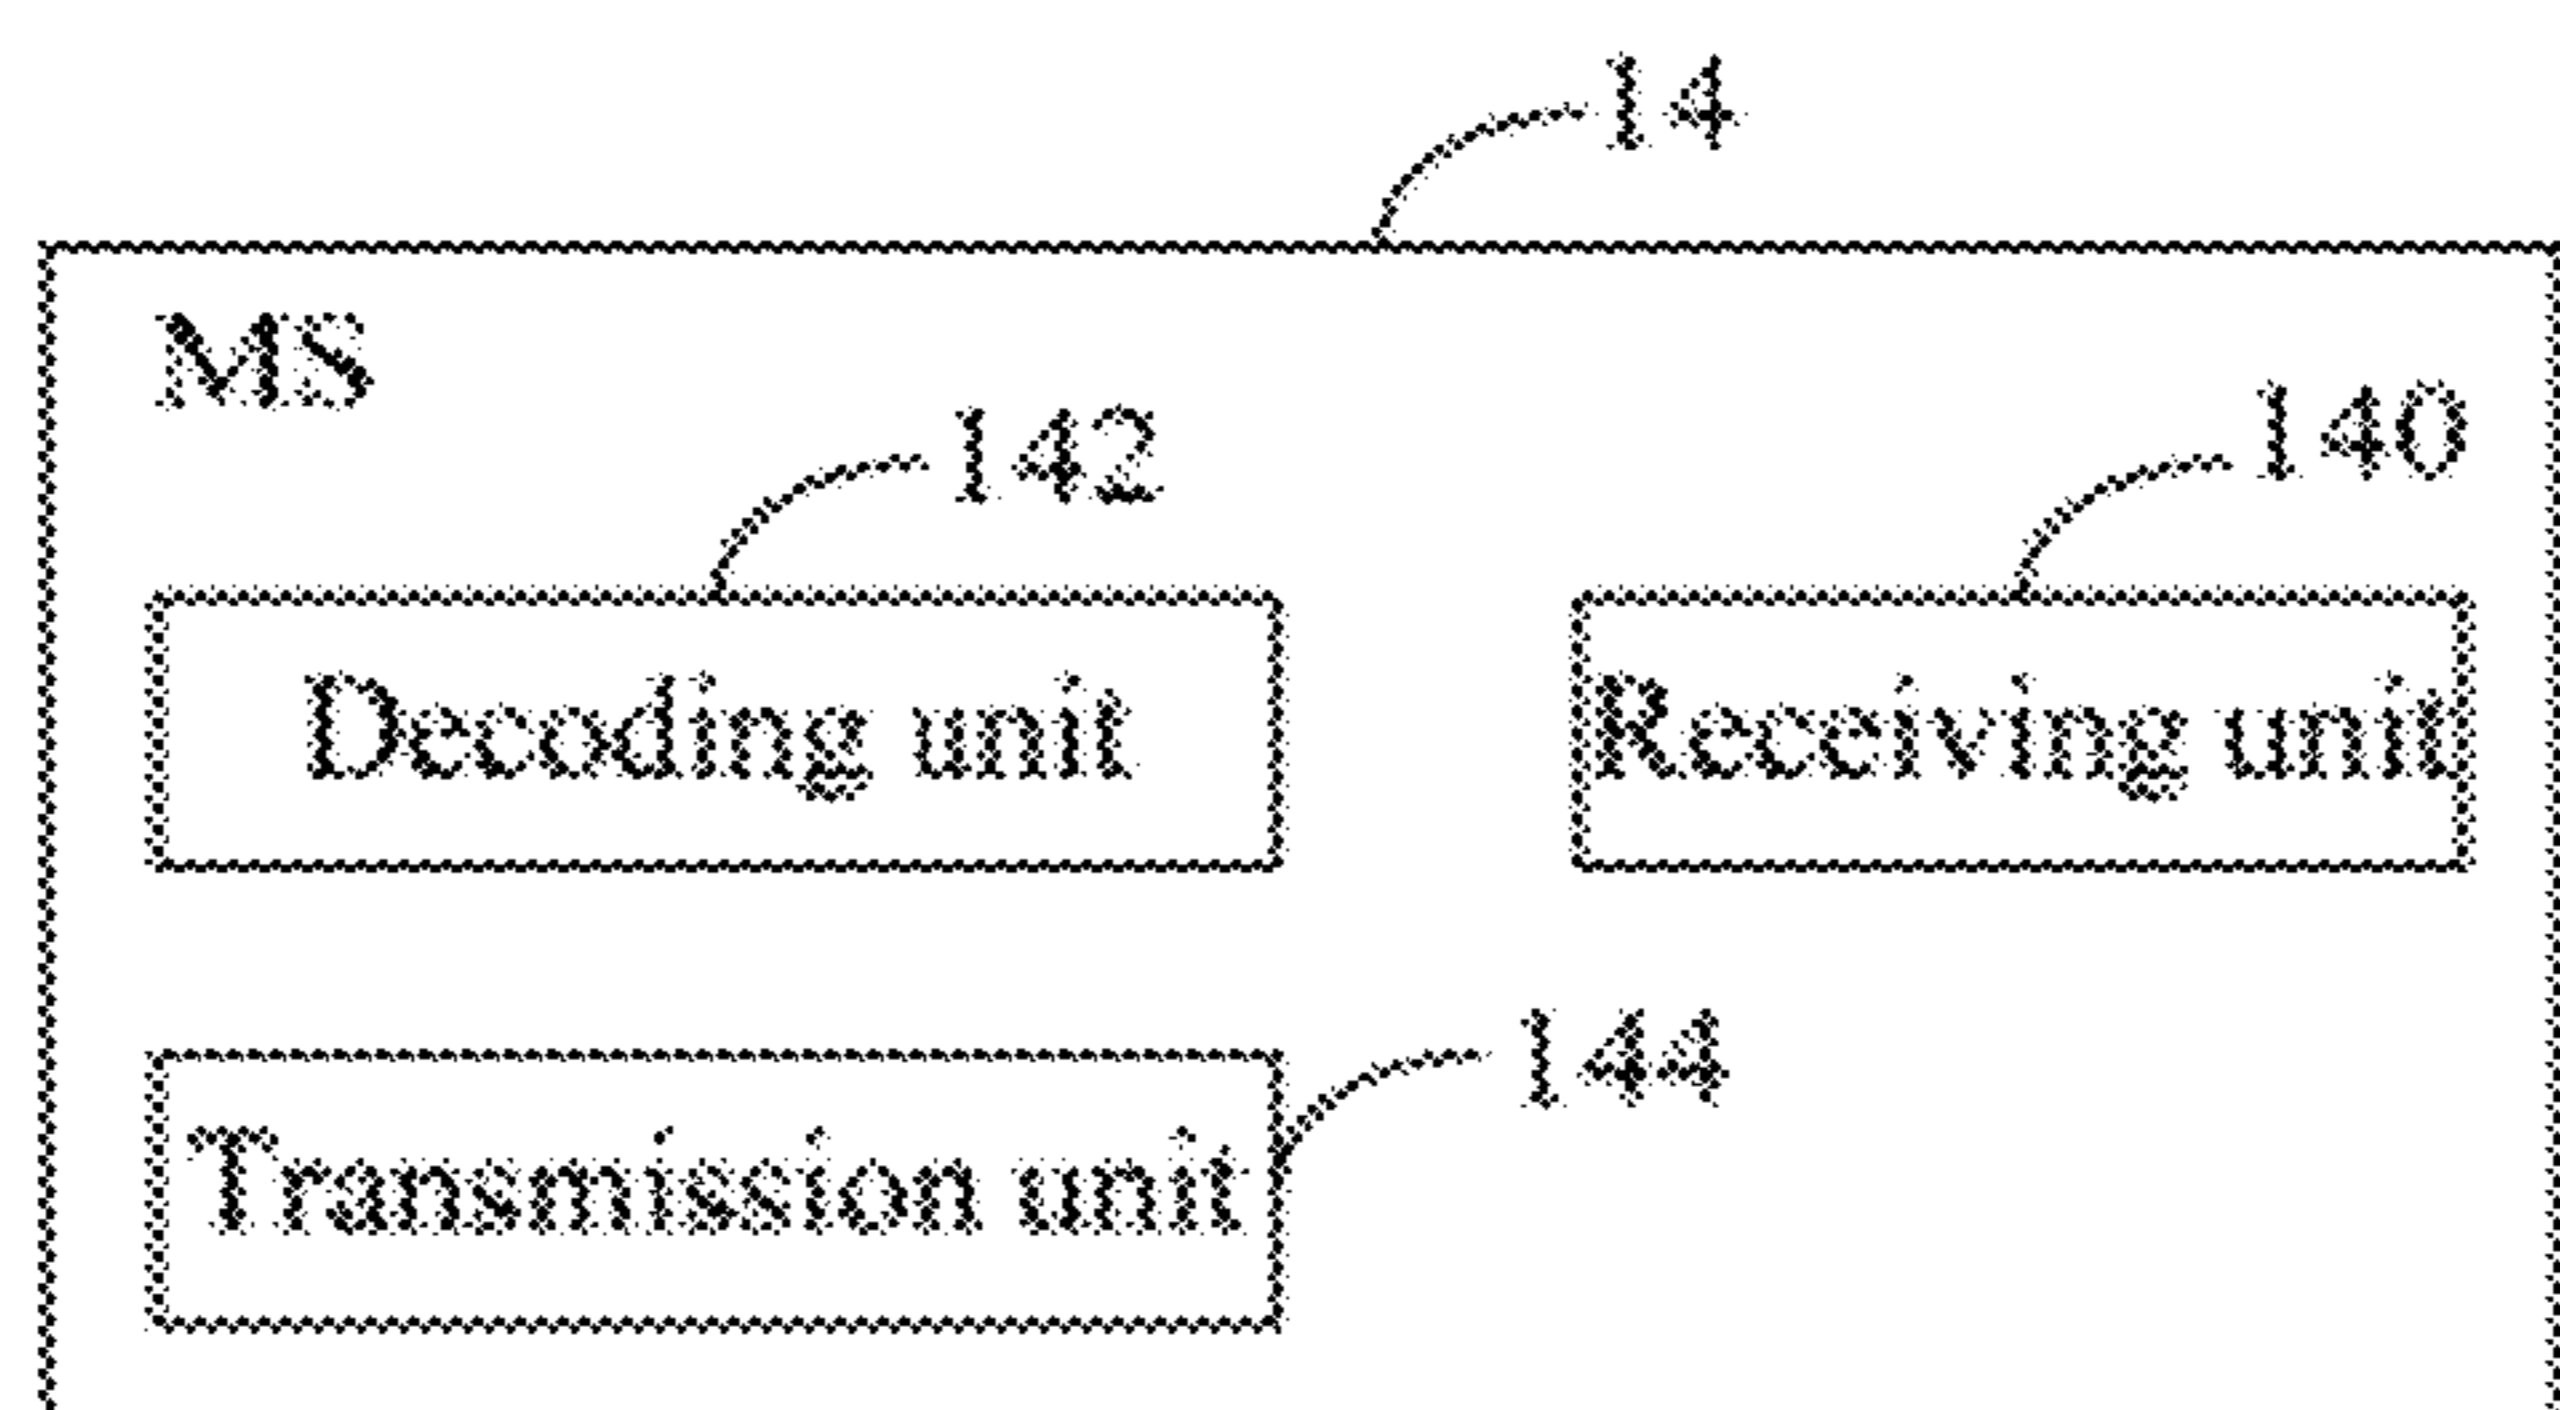 14
MS
142
140
Decoding unit
Receiving unit
144
Transmission unit